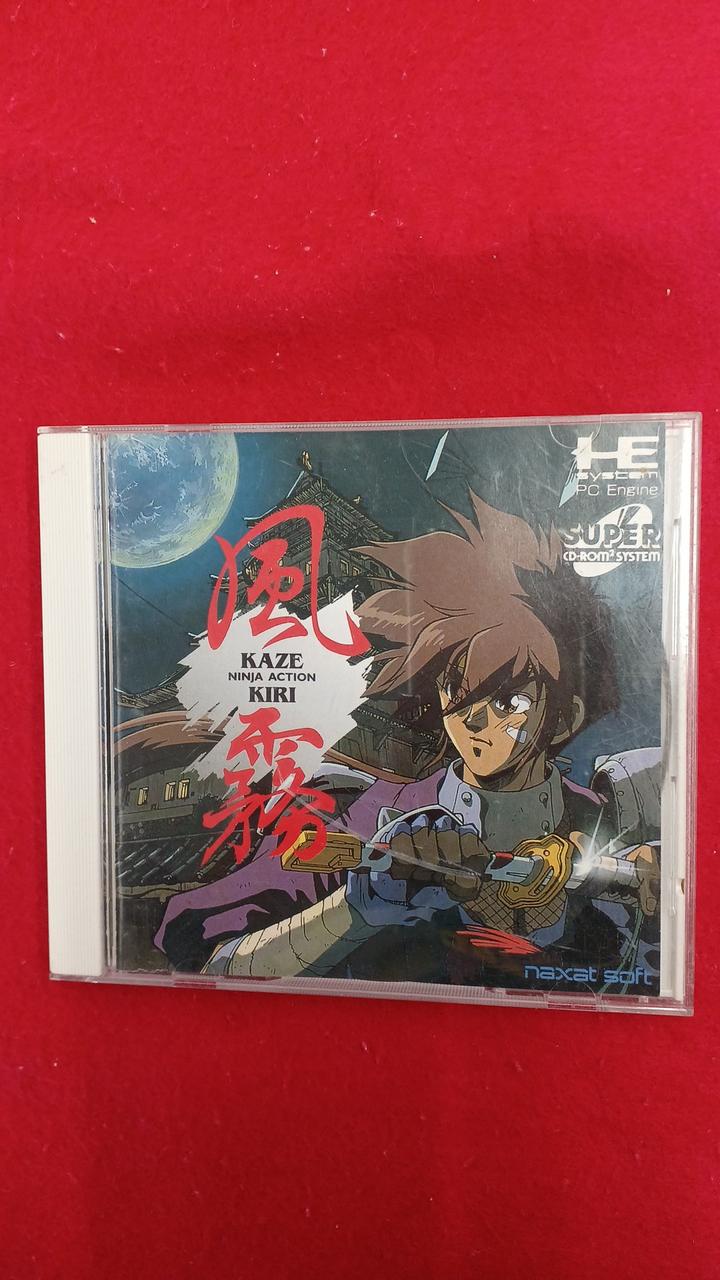 HE
system
PC Engine
SUPER
CD-ROM² SYSTEM
風
KAZE
NINJA ACTION
KIRI
霧
naxat soft